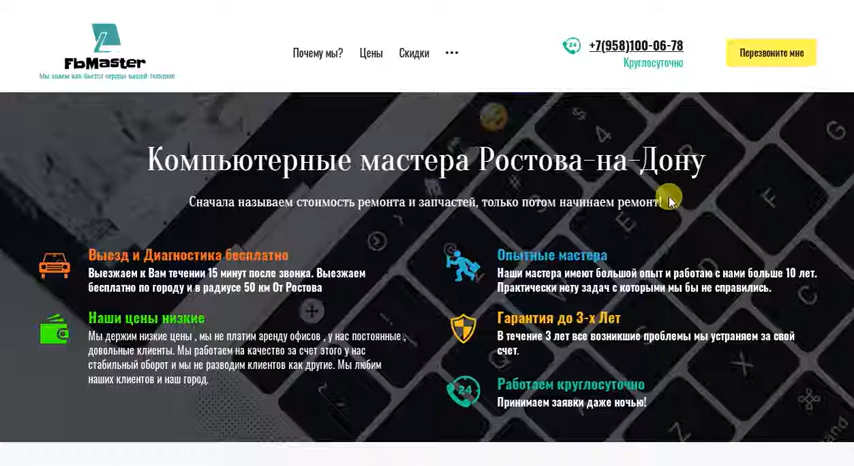 FbMaster
Мы знаем как бьется сердце вашей техники
Почему мы?
Цены
Скидки
+7(958)100-06-78
Круглосуточно
Перезвоните мне
Компьютерные мастера Ростова-на-Дону
Сначала называем стоимость ремонта и запчастей, только потом начинаем ремонт!
Выезд и Диагностика бесплатно
Выезжаем к Вам течении 15 минут после звонка. Выезжаем
бесплатно по городу и в радиусе 50 км От Ростова
Наши цены низкие
Мы держим низкие цены , мы не платим аренду офисов , у нас постоянные ,
довольные клиенты. Мы работаем на качество за счет этого у нас
стабильный оборот и мы не разводим клиентов как другие. Мы любим
наших клиентов и наш город.
Опытные мастера
Наши мастера имеют большой опыт и работаю с нами больше 10 лет.
Практически нету задач с которыми мы бы не справились.
Гарантия до 3-х Лет
В течение 3 лет все возникшие проблемы мы устраняем за свой
счет.
24
Работаем круглосуточно
Принимаем заявки даже ночью!